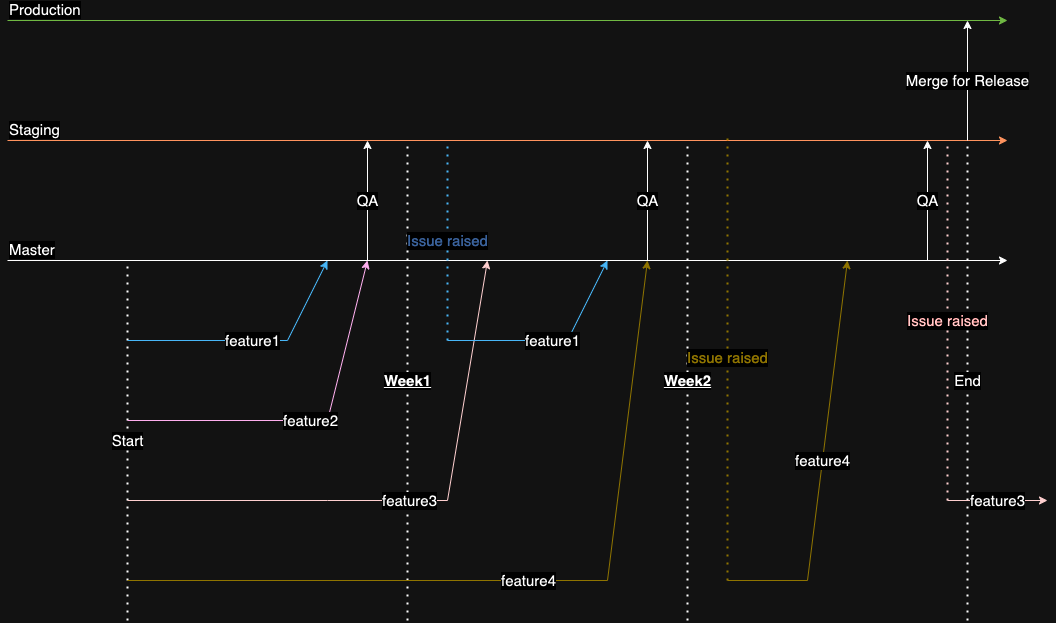 Production
Merge for Release
Staging
QA
QA
QA
Issue raised
Master
Issue raised
feature1
feature1
Issue raised
Week1
Week2
End
feature2
Start
feature4
feature3
feature3
feature4